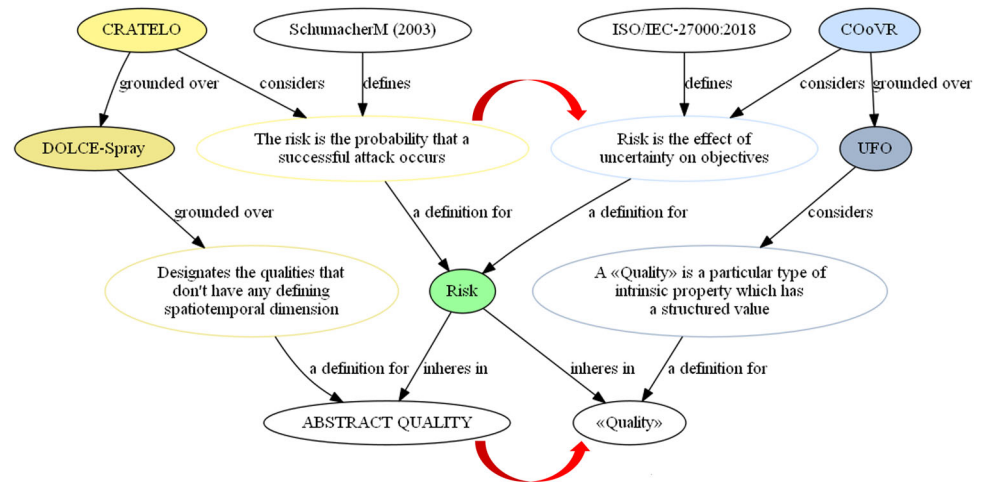 CRATELO
SchumacherM (2003)
ISO/IEC-27000:2018
COoVR
grounded over
considers
defines
defines
considers
grounded over
DOLCE-Spray
The risk is the probability that a
successful attack occurs
Risk is the effect of
uncertainty on objectives
UFO
grounded over
a definition for
a definition for
considers
Designates the qualities that
don't have any defining
spatiotemporal dimension
Risk
A «Quality» is a particular type of
intrinsic property which has
a structured value
a definition for
inheres in
inheres in
a definition for
ABSTRACT QUALITY
«Quality»